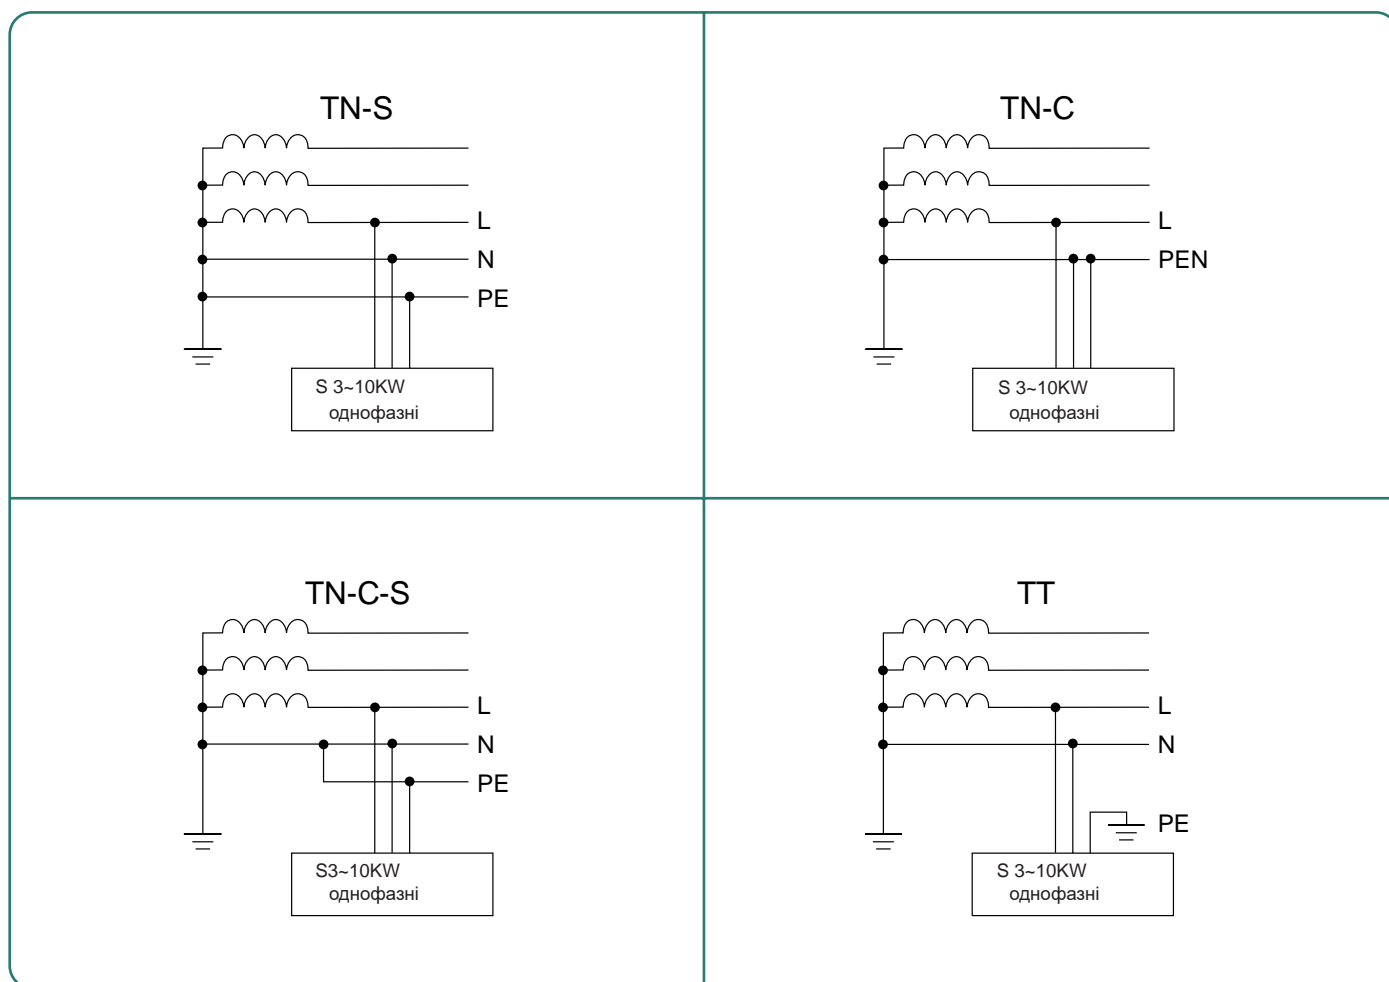 TN-S
L
N
PE
S 3~10KW
однофазні
TN-C
L
PEN
S 3~10KW
однофазні
TN-C-S
L
N
PE
S3~10KW
однофазні
TT
L
N
PE
S 3~10KW
однофазні